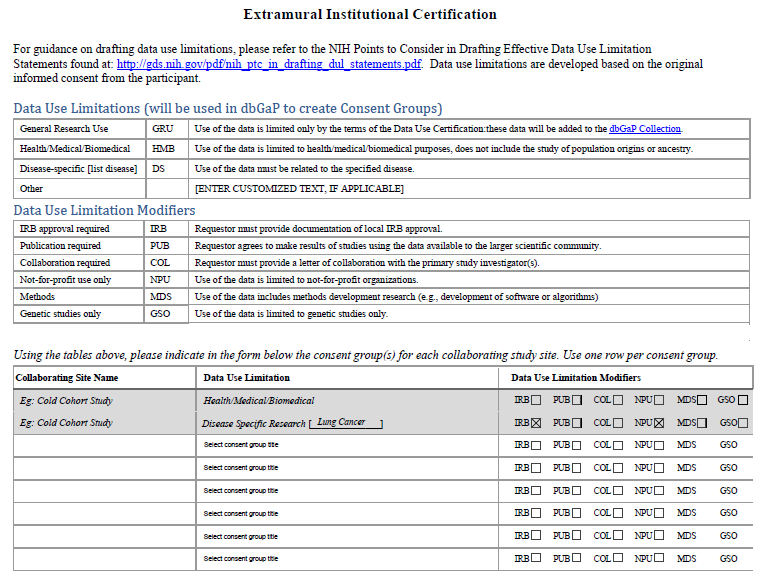 Extramural Institutional Certification
For guidance on drafting data use limitations, please refer to the NIH Points to Consider in Drafting Effective Data Use Limitation
Statements found at: http://gds.nih.gov/pdf/nih_ptc_in_drafting_dul_statements.pdf. Data use limitations are developed based on the original
informed consent from the participant.
Data Use Limitations (will be used in dbGaP to create Consent Groups)
General Research Use GRU Use of the data is limited only by the terms of the Data Use Certification:these data will be added to the dbGaP Collection.
Health/Medical/Biomedical HMB Use of the data is limited to health/medical/biomedical purposes, does not include the study of population origins or ancestry.
Disease-specific [list disease] DS Use of the data must be related to the specified disease.
Other [ENTER CUSTOMIZED TEXT, IF APPLICABLE]
Data Use Limitation Modifiers
IRB approval required IRB Requestor must provide documentation of local IRB approval.
Publication required PUB Requestor agrees to make results of studies using the data available to the larger scientific community.
Collaboration required COL Requestor must provide a letter of collaboration with the primary study investigator(s).
Not-for-profit use only NPU Use of the data is limited to not-for-profit organizations.
Methods MDS Use of the data includes methods development research (e.g., development of software or algorithms)
Genetic studies only GSO Use of the data is limited to genetic studies only.
Using the tables above, please indicate in the form below the consent group(s) for each collaborating study site. Use one row per consent group.
Collaborating Site Name Data Use Limitation Data Use Limitation Modifiers
Eg: Cold Cohort Study Health/Medical/Biomedical IRB☐ PUB☐ COL☐ NPU☐ MDS☐ GSO☐
Eg: Cold Cohort Study Disease Specific Research [ Lung Cancer ] IRB☒ PUB☐ COL☐ NPU☒ MDS☐ GSO☐
Select consent group title IRB☐ PUB☐ COL☐ NPU☐ MDS GSO
Select consent group title IRB☐ PUB☐ COL☐ NPU☐ MDS GSO
Select consent group title IRB☐ PUB☐ COL☐ NPU☐ MDS GSO
Select consent group title IRB☐ PUB☐ COL☐ NPU☐ MDS GSO
Select consent group title IRB☐ PUB☐ COL☐ NPU☐ MDS GSO
Select consent group title IRB☐ PUB☐ COL☐ NPU☐ MDS GSO